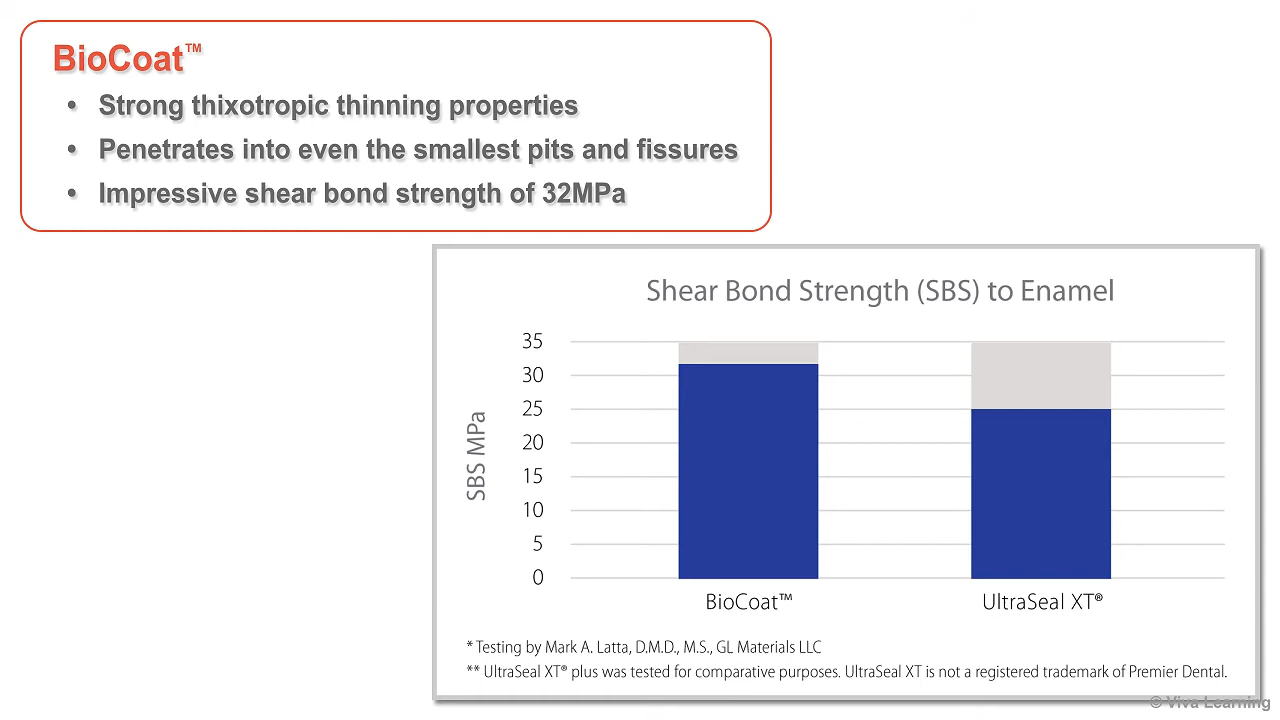 BioCoat™
• Strong thixotropic thinning properties
• Penetrates into even the smallest pits and fissures
• Impressive shear bond strength of 32MPa
Shear Bond Strength (SBS) to Enamel
SBS MPa
35
30
25
20
15
10
5
0
BioCoat™ UltraSeal XT®
* Testing by Mark A. Latta, D.M.D., M.S., GL Materials LLC
** UltraSeal XT® plus was tested for comparative purposes. UltraSeal XT is not a registered trademark of Premier Dental.
© Viva Learning